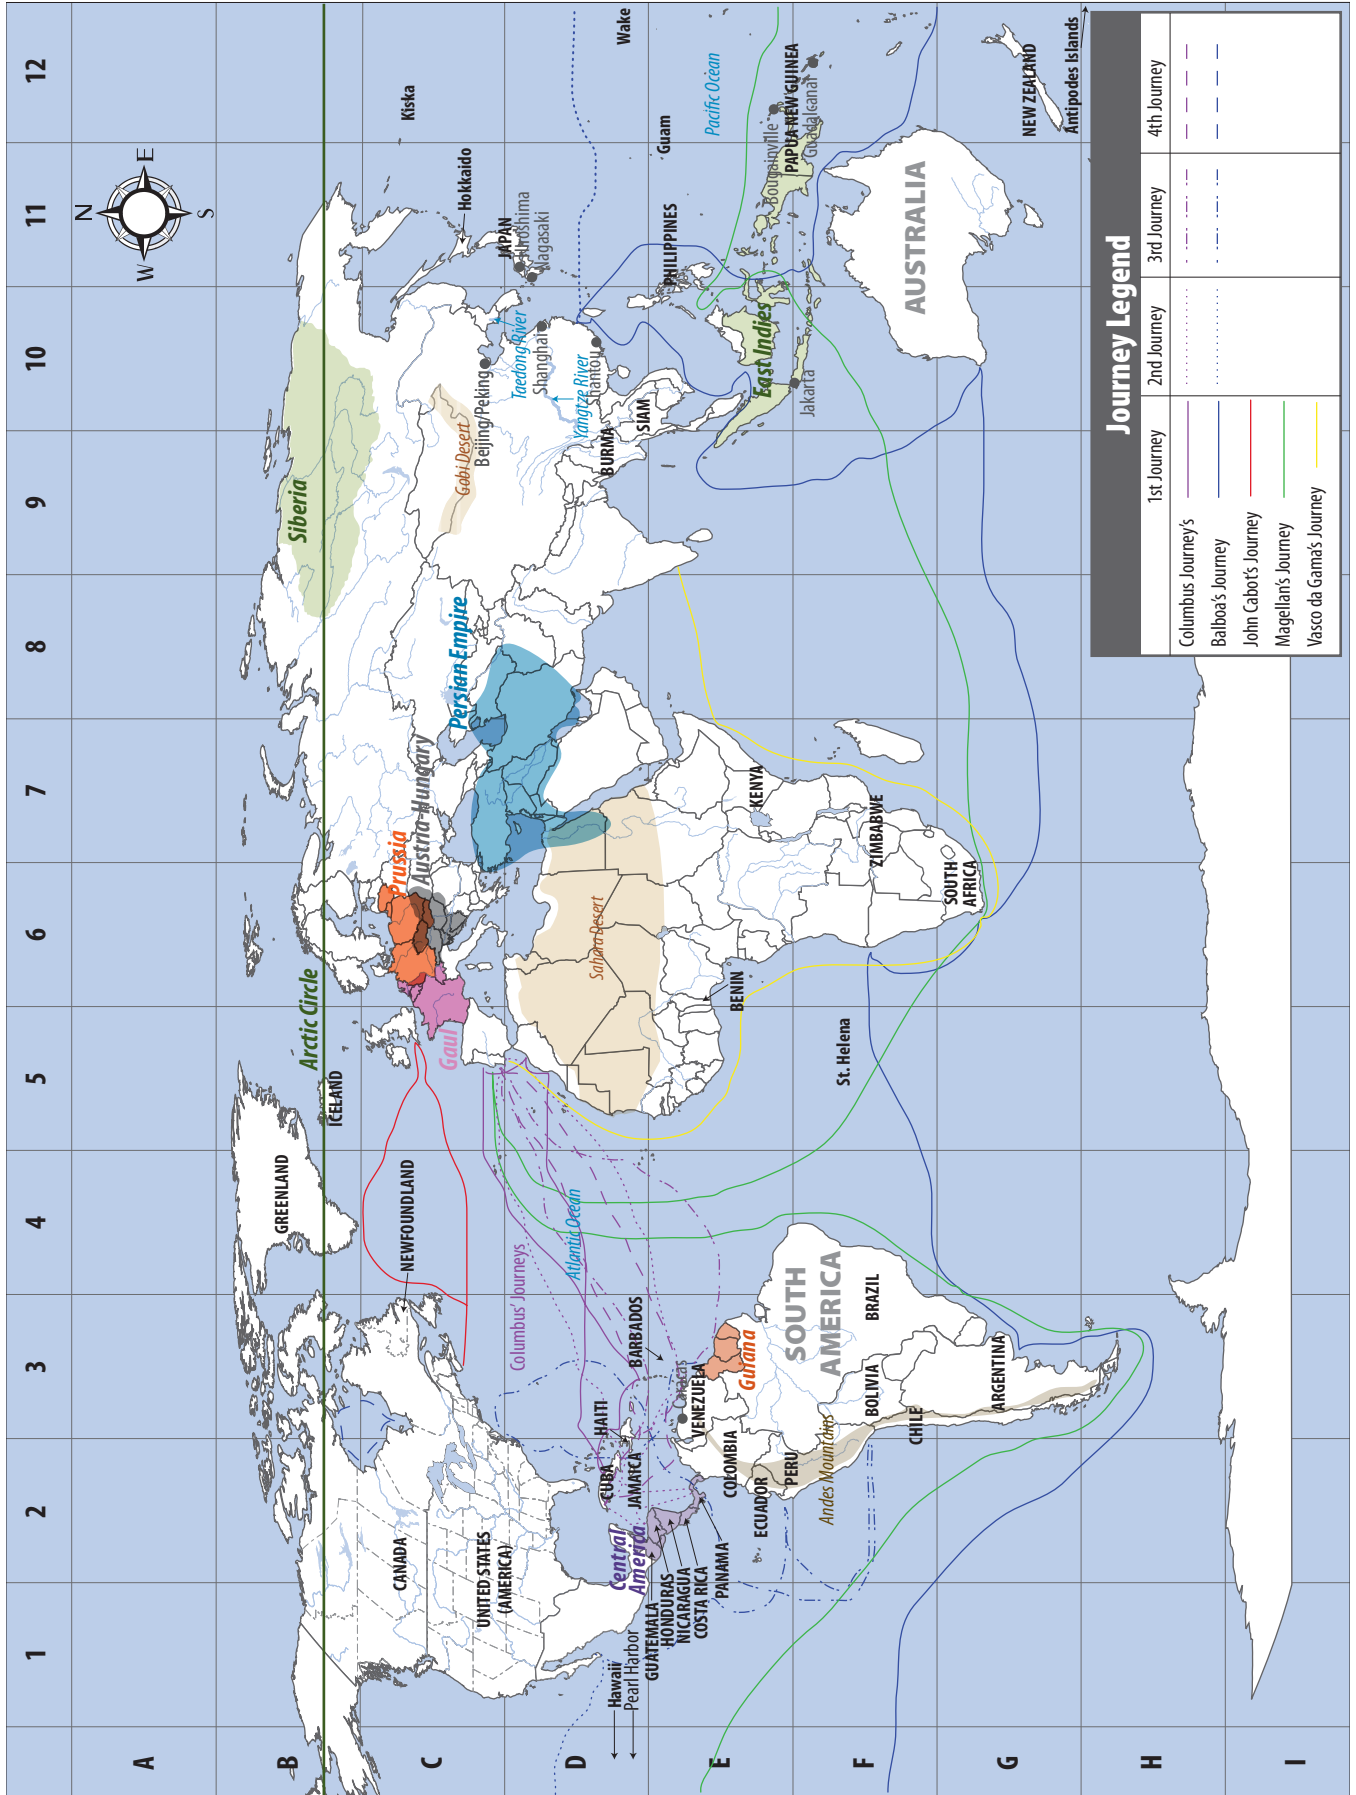 1
2
3
4
5
6
7
8
9
10
11
12
A
B
C
D
E
F
G
H
I
N
E
S
W
Arctic Circle
Siberia
GREENLAND
ICELAND
Kiska
Hokkaido
JAPAN
Hiroshima
Nagasaki
Prussia
Austria-Hungary
Gaul
Persian Empire
Gobi Desert
Beijing/Peking
Taedong River
Shanghai
Yangtze River
Shantou
BURMA
SIAM
NEWFOUNDLAND
CANADA
UNITED STATES
(AMERICA)
Columbus' Journeys
Atlantic Ocean
Sahara Desert
Wake
Guam
Pacific Ocean
PHILIPPINES
Hawaii
Pearl Harbor
Central
America
GUATEMALA
HONDURAS
NICARAGUA
COSTA RICA
PANAMA
CUBA
HAITI
JAMAICA
BARBADOS
Caracas
VENEZUELA
Guiana
COLOMBIA
ECUADOR
PERU
Andes Mountains
SOUTH
AMERICA
BRAZIL
BOLIVIA
CHILE
ARGENTINA
BENIN
KENYA
St. Helena
ZIMBABWE
SOUTH
AFRICA
East Indies
Jakarta
Bougainville
PAPUA NEW GUINEA
Guadalcanal
AUSTRALIA
NEW ZEALAND
Antipodes Islands
Journey Legend
1st Journey
2nd Journey
3rd Journey
4th Journey
Columbus Journey's
Balboa's Journey
John Cabot's Journey
Magellan's Journey
Vasco da Gama's Journey